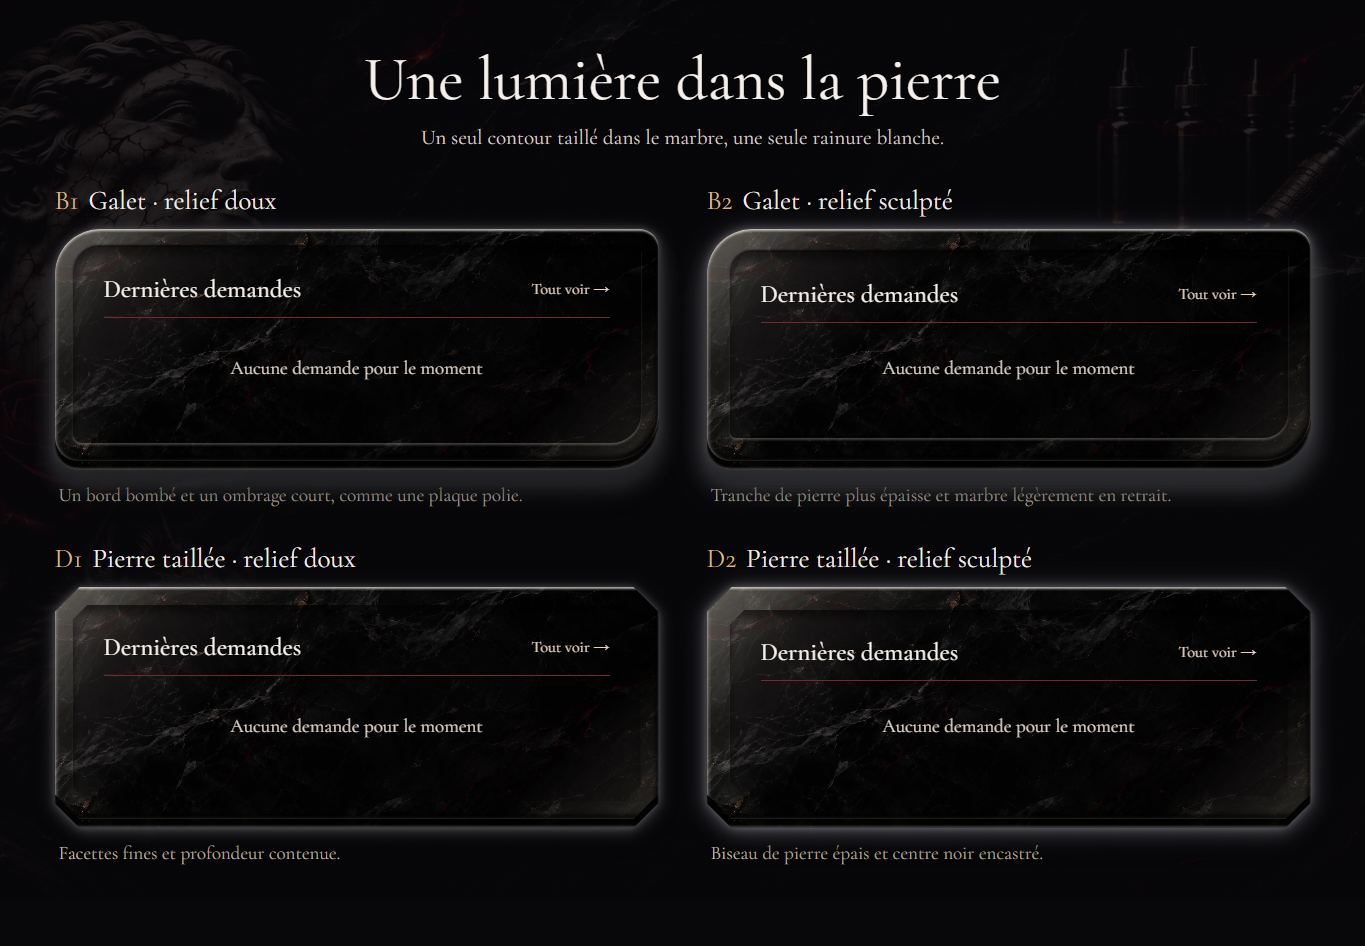 Une lumière dans la pierre
Un seul contour taillé dans le marbre, une seule rainure blanche.
B1 Galet · relief doux
Dernières demandes
Tout voir →
Aucune demande pour le moment
Un bord bombé et un ombrage court, comme une plaque polie.
B2 Galet · relief sculpté
Dernières demandes
Tout voir →
Aucune demande pour le moment
Tranche de pierre plus épaisse et marbre légèrement en retrait.
D1 Pierre taillée · relief doux
Dernières demandes
Tout voir →
Aucune demande pour le moment
Facettes fines et profondeur contenue.
D2 Pierre taillée · relief sculpté
Dernières demandes
Tout voir →
Aucune demande pour le moment
Biseau de pierre épais et centre noir encastré.